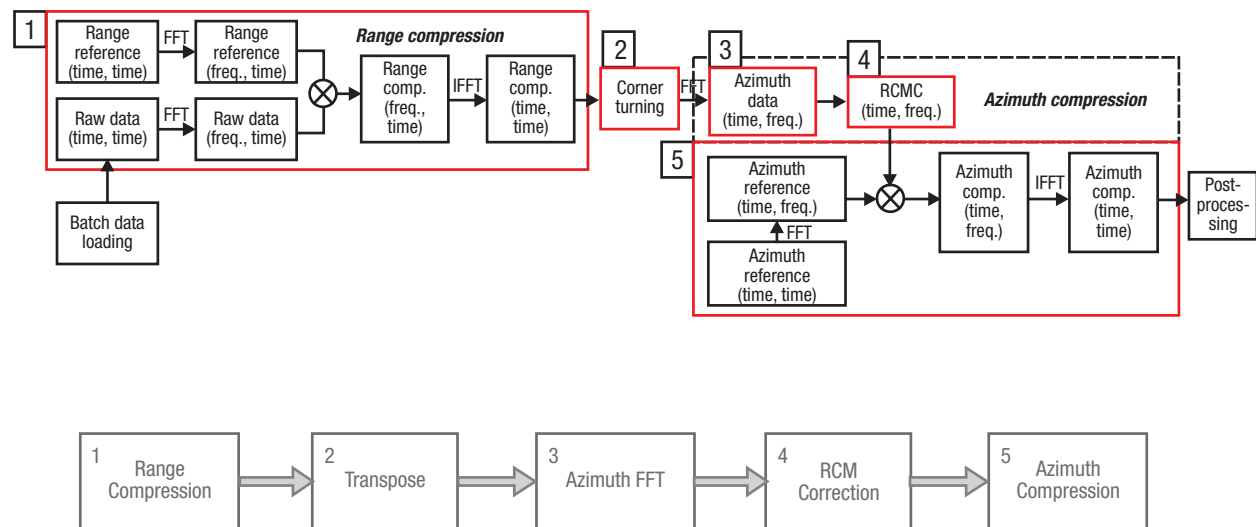 1
Range
reference
(time, time)
FFT
Range
reference
(freq., time)
Range compression
Raw data
(time, time)
FFT
Raw data
(freq., time)
Range
comp.
(freq.,
time)
IFFT
Range
comp.
(time,
time)
Batch data
loading
2
Corner
turning
FFT
3
Azimuth
data
(time, freq.)
4
RCMC
(time, freq.)
Azimuth compression
5
Azimuth
reference
(time, freq.)
FFT
Azimuth
reference
(time, time)
Azimuth
comp.
(time,
freq.)
IFFT
Azimuth
comp.
(time,
time)
Post-
proces-
sing
1
Range
Compression
2
Transpose
3
Azimuth FFT
4
RCM
Correction
5
Azimuth
Compression